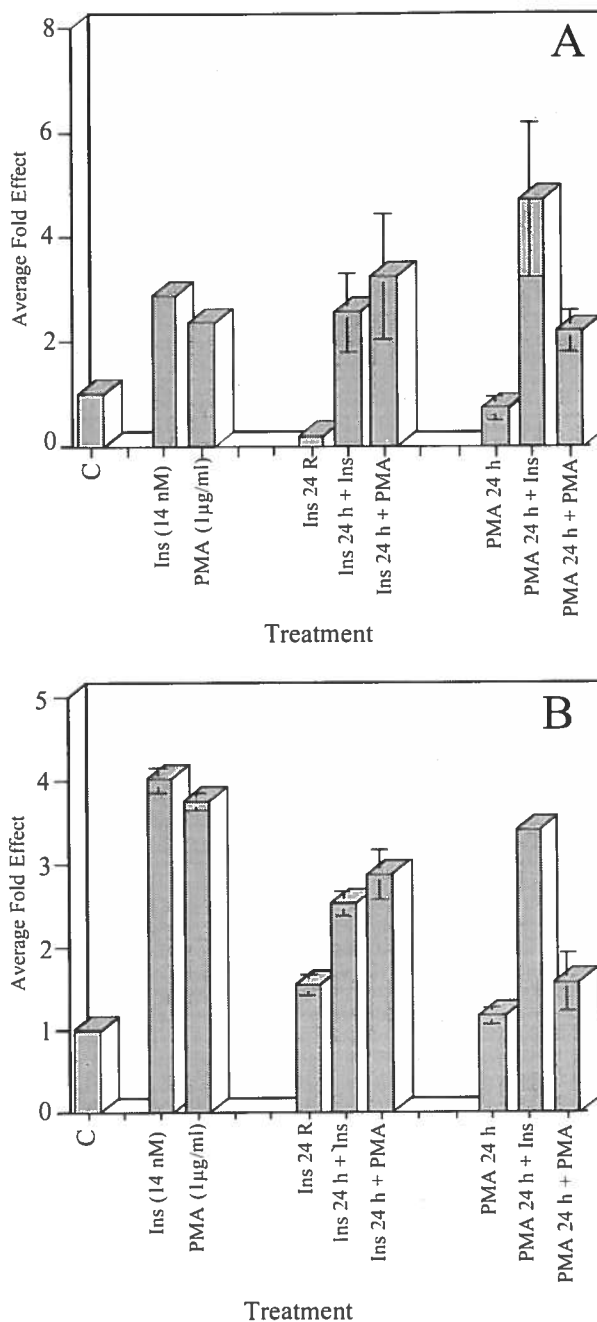 A
8
6
4
2
0
Average Fold Effect
C
Ins (14 nM)
PMA (1µg/ml)
Ins 24 R
Ins 24 h + Ins
Ins 24 h + PMA
PMA 24 h
PMA 24 h + Ins
PMA 24 h + PMA
Treatment
B
5
4
3
2
1
0
Average Fold Effect
C
Ins (14 nM)
PMA (1µg/ml)
Ins 24 R
Ins 24 h + Ins
Ins 24 h + PMA
PMA 24 h
PMA 24 h + Ins
PMA 24 h + PMA
Treatment